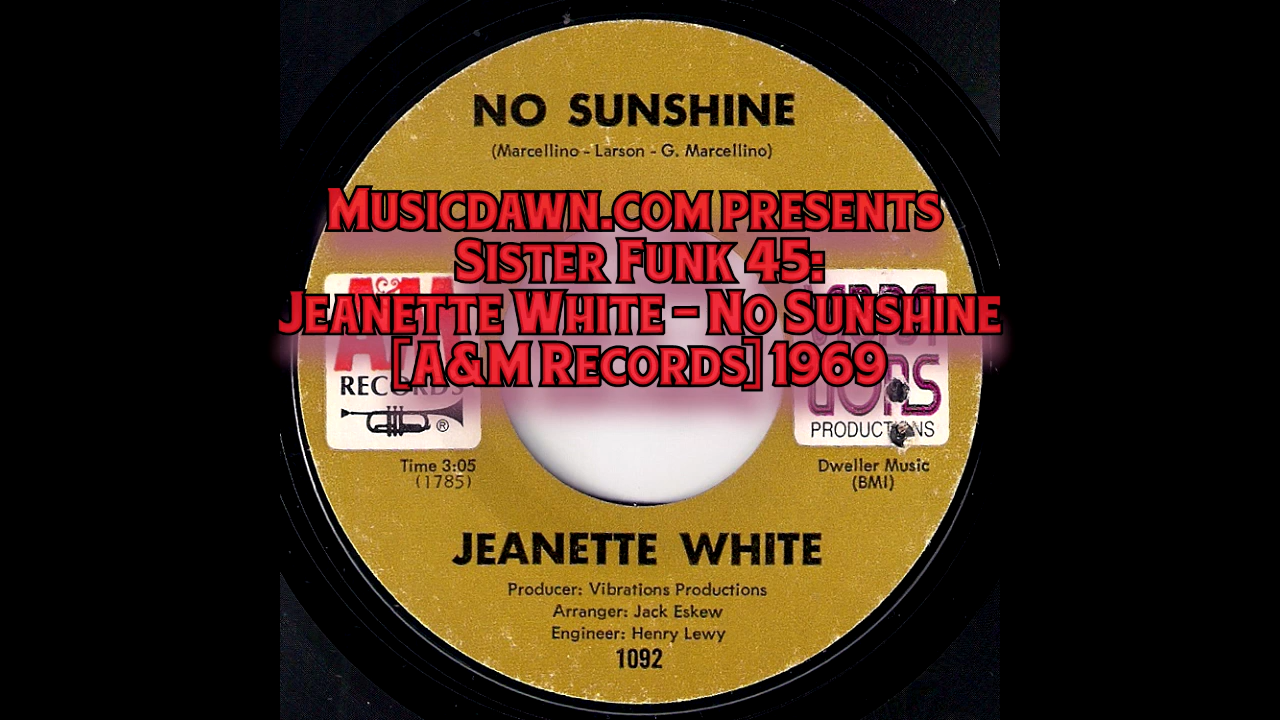 NO SUNSHINE
(Marcellino - Larson - G. Marcellino)
Musicdawn.com presents
Sister Funk 45:
Jeanette White – No Sunshine
[A&M Records] 1969
A&M
RECORDS
®
PRODUCTIONS
Time 3:05
(1785)
Dweller Music
(BMI)
JEANETTE WHITE
Producer: Vibrations Productions
Arranger: Jack Eskew
Engineer: Henry Lewy
1092